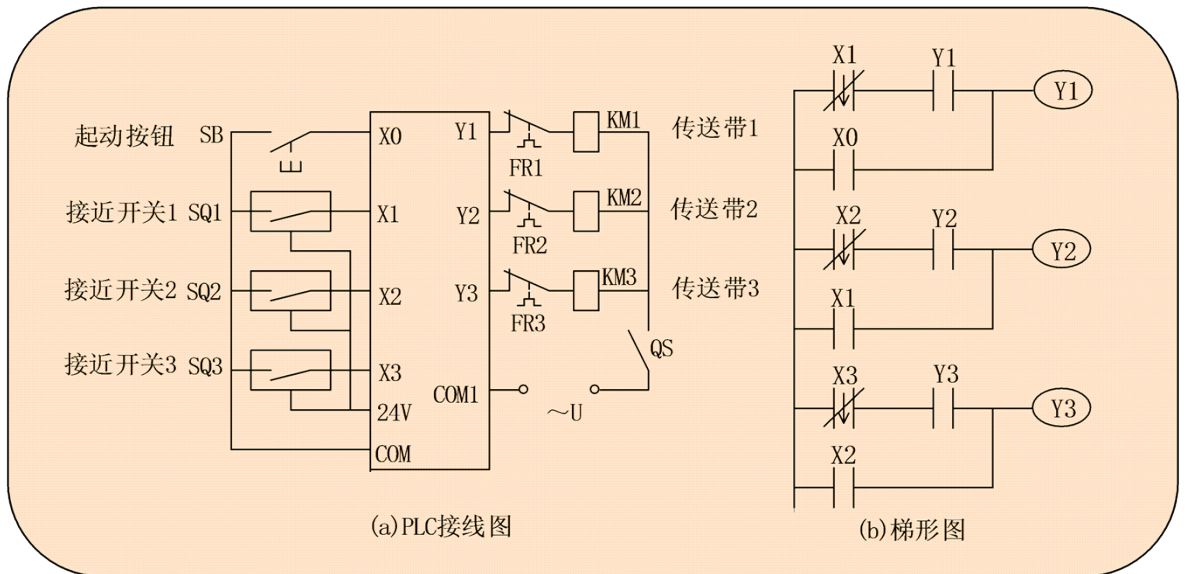 起动按钮 SB X0 Y1 FR1 KM1 传送带1
接近开关1 SQ1 X1 Y2 FR2 KM2 传送带2
接近开关2 SQ2 X2 Y3 FR3 KM3 传送带3
QS
接近开关3 SQ3 X3 COM1 ～U
24V
COM
(a)PLC接线图
X1 Y1 Y1
X0
X2 Y2 Y2
X1
X3 Y3 Y3
X2
(b)梯形图